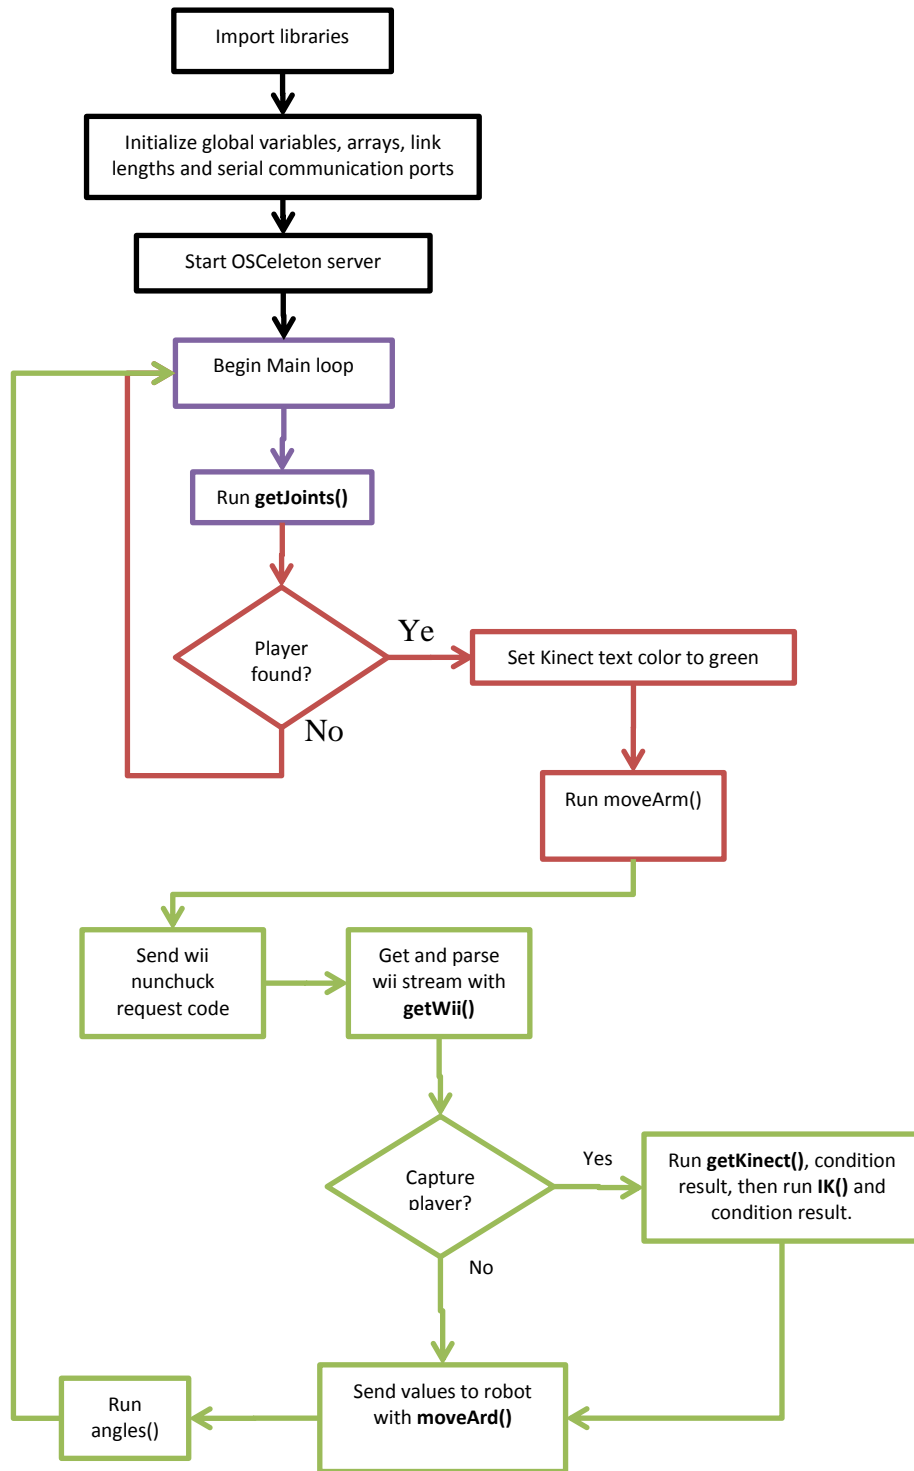 Import libraries
Initialize global variables, arrays, link
lengths and serial communication ports
Start OSCeleton server
Begin Main loop
Run getJoints()
Player
found?
Ye
No
Set Kinect text color to green
Run moveArm()
Send wii
nunchuck
request code
Get and parse
wii stream with
getWii()
Capture
player?
Yes
No
Run getKinect(), condition
result, then run IK() and
condition result.
Send values to robot
with moveArd()
Run
angles()